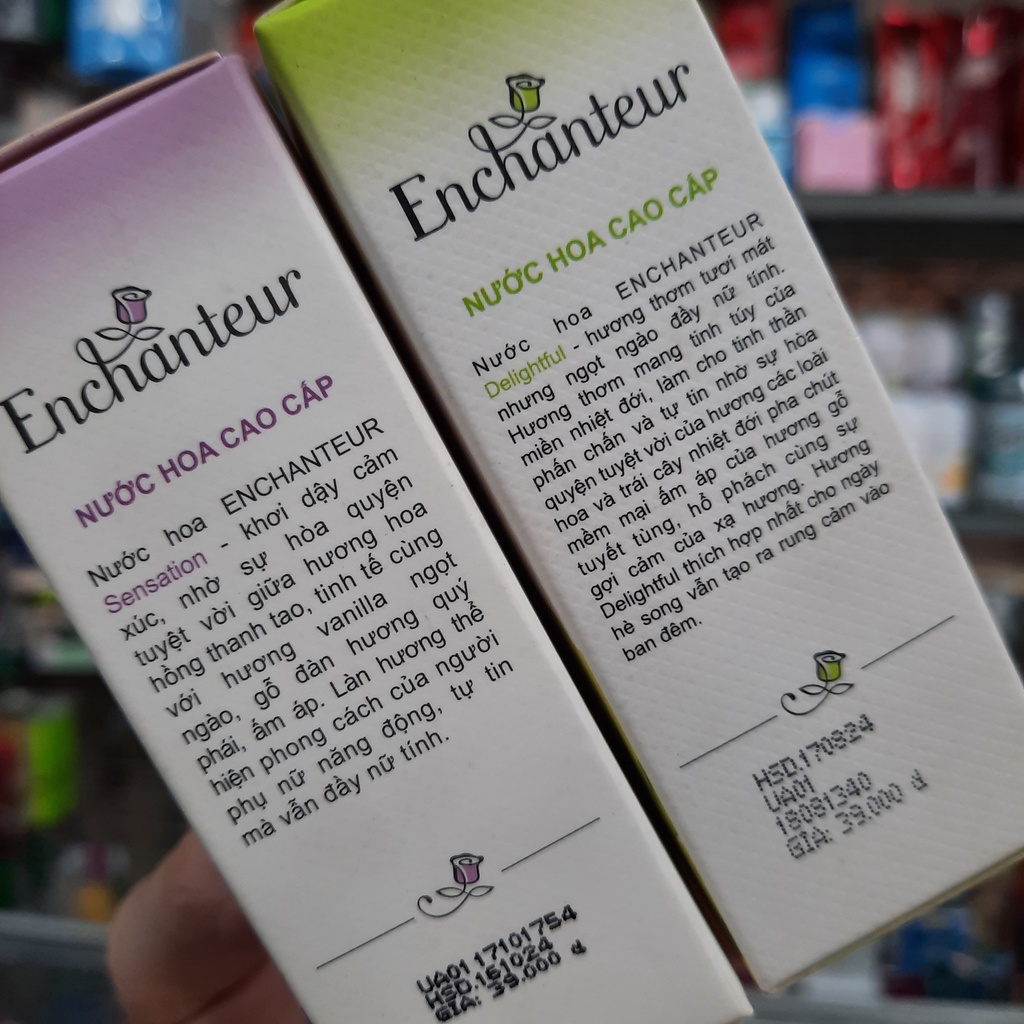 Enchanteur
NƯỚC HOA CAO CẤP
Nước hoa ENCHANTEUR
Sensation - khơi dậy cảm
xúc, nhờ sự hòa quyện
tuyệt vời giữa hương hoa
hồng thanh tao, tinh tế cùng
với hương vanilla ngọt
ngào, gỗ đàn hương quý
phái, ấm áp. Làn hương thể
hiện phong cách của người
phụ nữ năng động, tự tin
mà vẫn đầy nữ tính.
UA01 17101754
HSD.161024
GIA: 39.000 đ
Enchanteur
NƯỚC HOA CAO CẤP
Nước hoa ENCHANTEUR
Delightful - hương thơm tươi mát
nhưng ngọt ngào đầy nữ tính.
Hương thơm mang tinh túy của
miền nhiệt đới, làm cho tinh thần
phấn chấn và tự tin nhờ sự hòa
quyện tuyệt vời của hương các loài
hoa và trái cây nhiệt đới pha chút
mềm mại ấm áp của hương gỗ
tuyết tùng, hổ phách cùng sự
gợi cảm của xạ hương. Hương
Delightful thích hợp nhất cho ngày
hè song vẫn tạo ra rung cảm vào
ban đêm.
HSD.170824
UA01
18081340
GIA: 39.000 đ